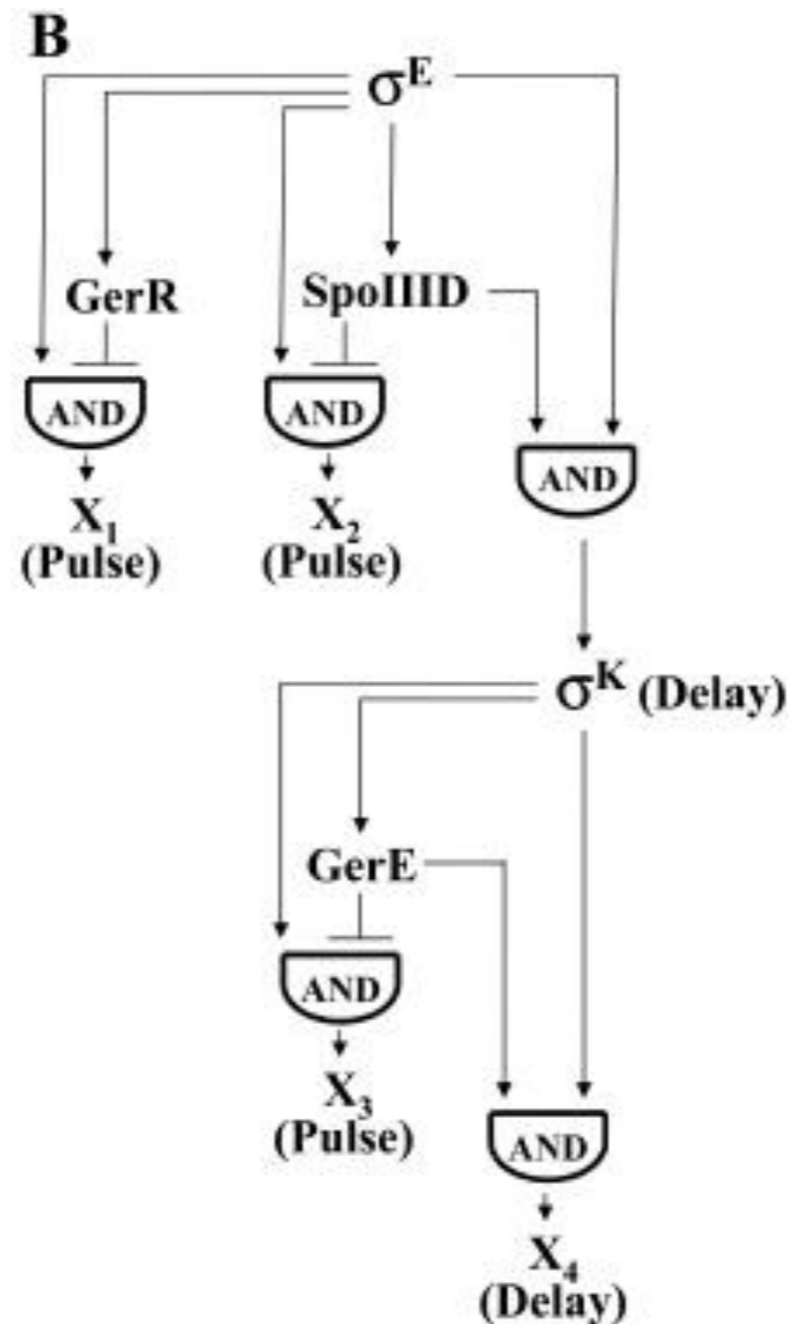 B
σᴱ
GerR
SpoIIID
AND
AND
AND
X₁
(Pulse)
X₂
(Pulse)
σᴷ (Delay)
GerE
AND
X₃
(Pulse)
AND
X₄
(Delay)